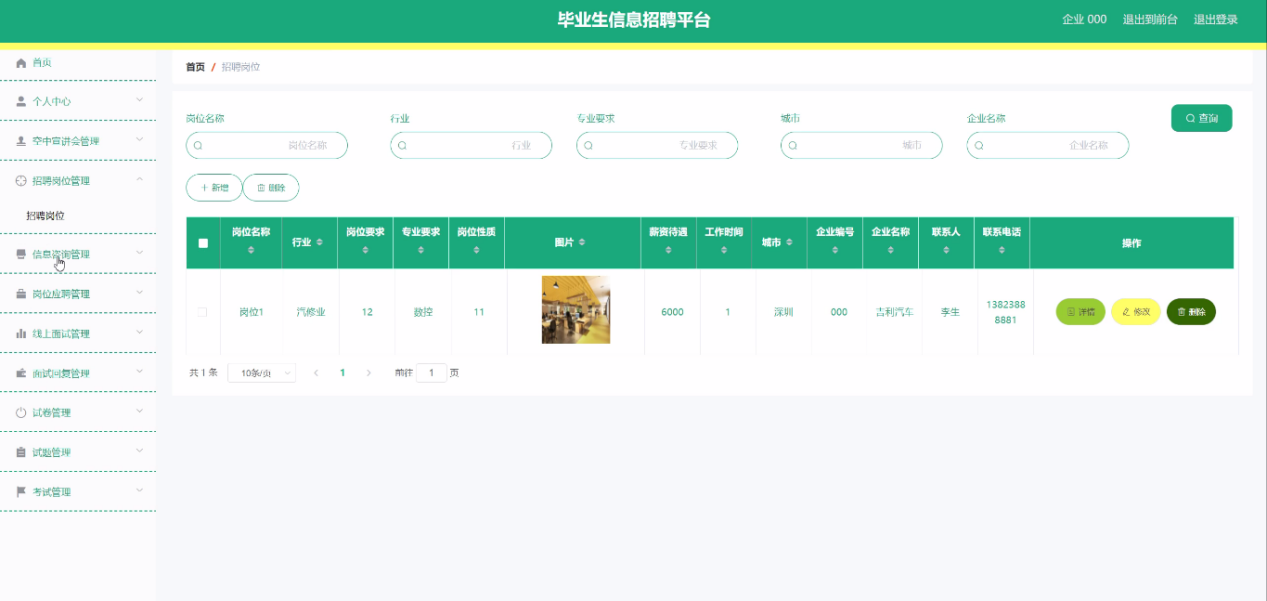 毕业生信息招聘平台
企业 000 退出到前台 退出登录
首页
个人中心
空中宣讲会管理
招聘岗位管理
招聘岗位
信息咨询管理
岗位应聘管理
线上面试管理
面试回复管理
试卷管理
试题管理
考试管理
首页 / 招聘岗位
岗位名称 行业 专业要求 城市 企业名称
岗位名称 行业 专业要求 城市 企业名称 查询
+ 新增 删除
岗位名称 行业 岗位要求 专业要求 岗位性质 图片 薪资待遇 工作时间 城市 企业编号 企业名称 联系人 联系电话 操作
岗位1 汽修业 12 数控 11 6000 1 深圳 000 吉利汽车 李生 1382388
8881 详情 修改 删除
共 1 条 10条/页 1 前往 1 页